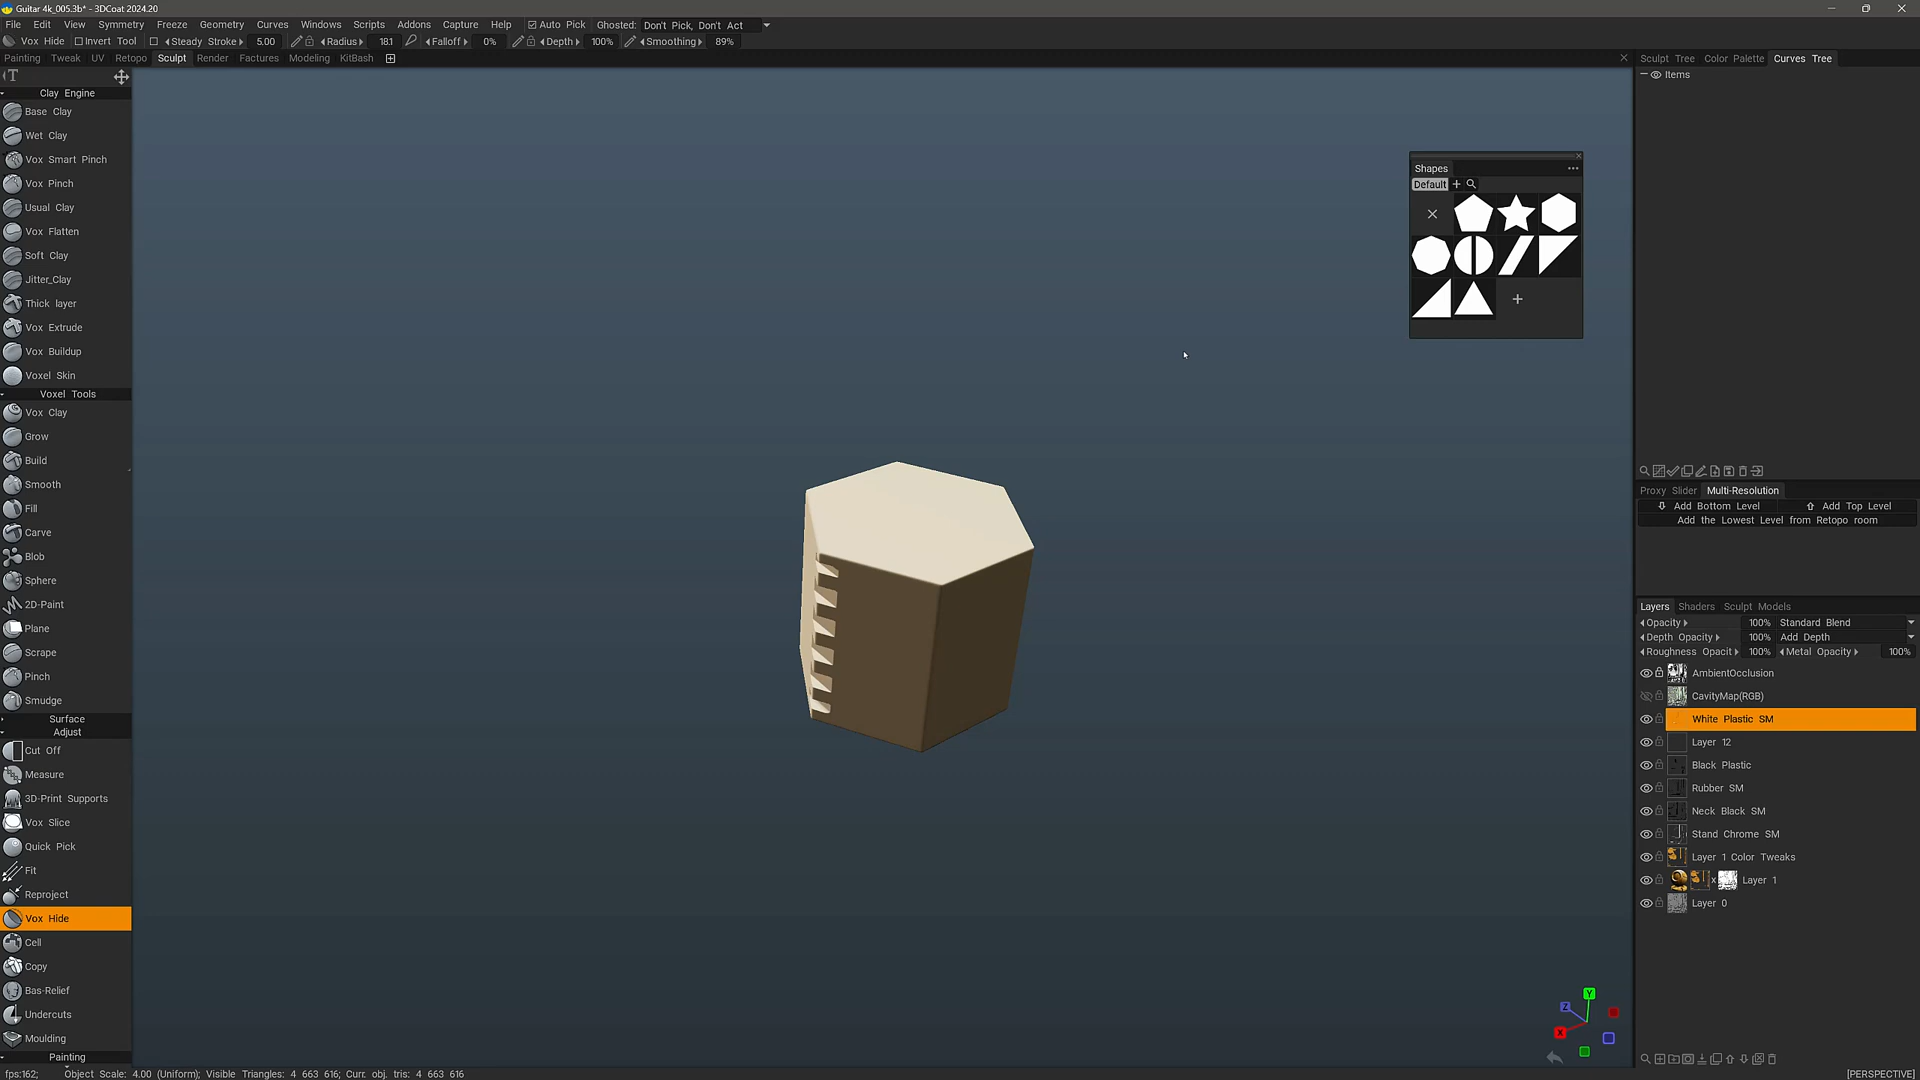 Guitar 4k_005.3b* - 3DCoat 2024.20
File Edit View Symmetry Freeze Geometry Curves Windows Scripts Addons Capture Help Auto Pick Ghosted: Don't Pick, Don't Act
Vox Hide Invert Tool Steady Stroke 5.00 Radius 18.1 Falloff 0% Depth 100% Smoothing 89%
Painting Tweak UV Retopo Sculpt Render Factures Modeling KitBash
T
Clay Engine
Base Clay
Wet Clay
Vox Smart Pinch
Vox Pinch
Usual Clay
Vox Flatten
Soft Clay
Jitter_Clay
Thick layer
Vox Extrude
Vox Buildup
Voxel Skin
Voxel Tools
Vox Clay
Grow
Build
Smooth
Fill
Carve
Blob
Sphere
2D-Paint
Plane
Scrape
Pinch
Smudge
Surface
Adjust
Cut Off
Measure
3D-Print Supports
Vox Slice
Quick Pick
Fit
Reproject
Vox Hide
Cell
Copy
Bas-Relief
Undercuts
Moulding
Painting
Shapes
Default
Y
Z
X
Sculpt Tree Color Palette Curves Tree
Items
Proxy Slider Multi-Resolution
Add Bottom Level Add Top Level
Add the Lowest Level from Retopo room
Layers Shaders Sculpt Models
Opacity 100% Standard Blend
Depth Opacity 100% Add Depth
Roughness Opacit 100% Metal Opacity 100%
AmbientOcclusion
CavityMap(RGB)
White Plastic SM
Layer 12
Black Plastic
Rubber SM
Neck Black SM
Stand Chrome SM
Layer 1 Color Tweaks
x Layer 1
Layer 0
fps:162; Object Scale: 4.00 (Uniform); Visible Triangles: 4 663 616; Curr. obj. tris: 4 663 616
[PERSPECTIVE]